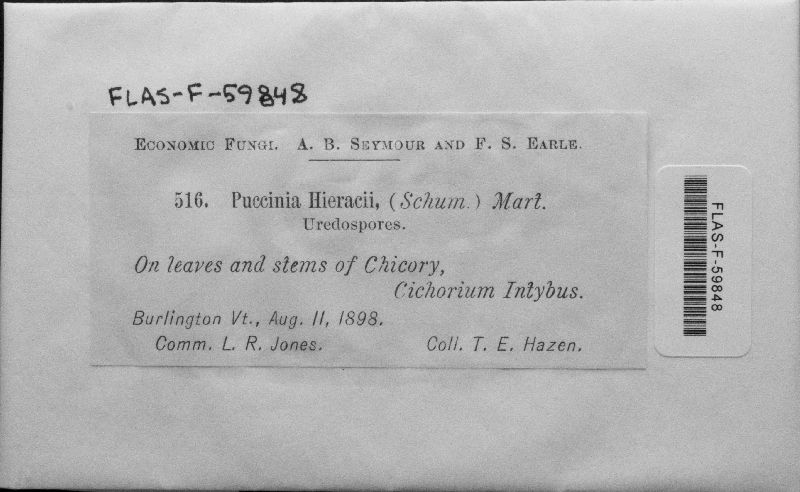 FLAS-F-59848
ECONOMIC FUNGI. A. B. SEYMOUR AND F. S. EARLE.
516. Puccinia Hieracii, (Schum.) Mart.
Uredospores.
On leaves and stems of Chicory,
Cichorium Intybus.
Burlington Vt., Aug. 11, 1898.
Comm. L. R. Jones. Coll. T. E. Hazen.
FLAS-F-59848